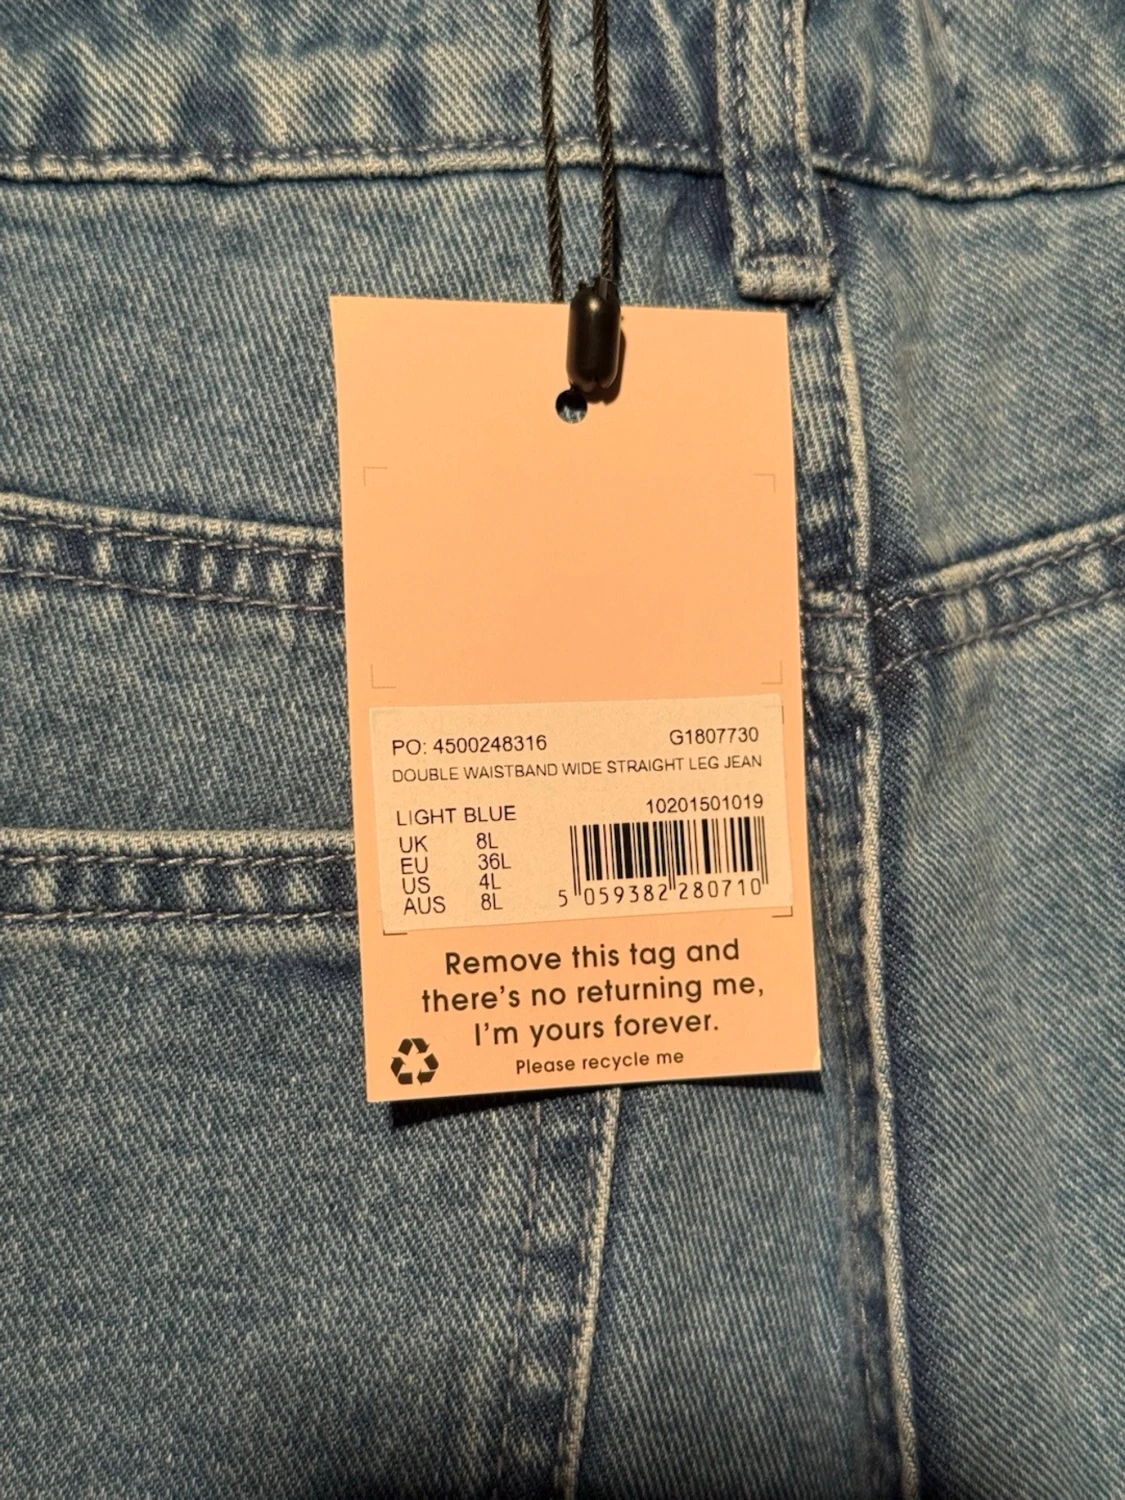 PO: 4500248316 G1807730
DOUBLE WAISTBAND WIDE STRAIGHT LEG JEAN
LIGHT BLUE 10201501019
UK 8L
EU 36L
US 4L
AUS 8L
5 059382 280710
Remove this tag and
there's no returning me,
I'm yours forever.
Please recycle me